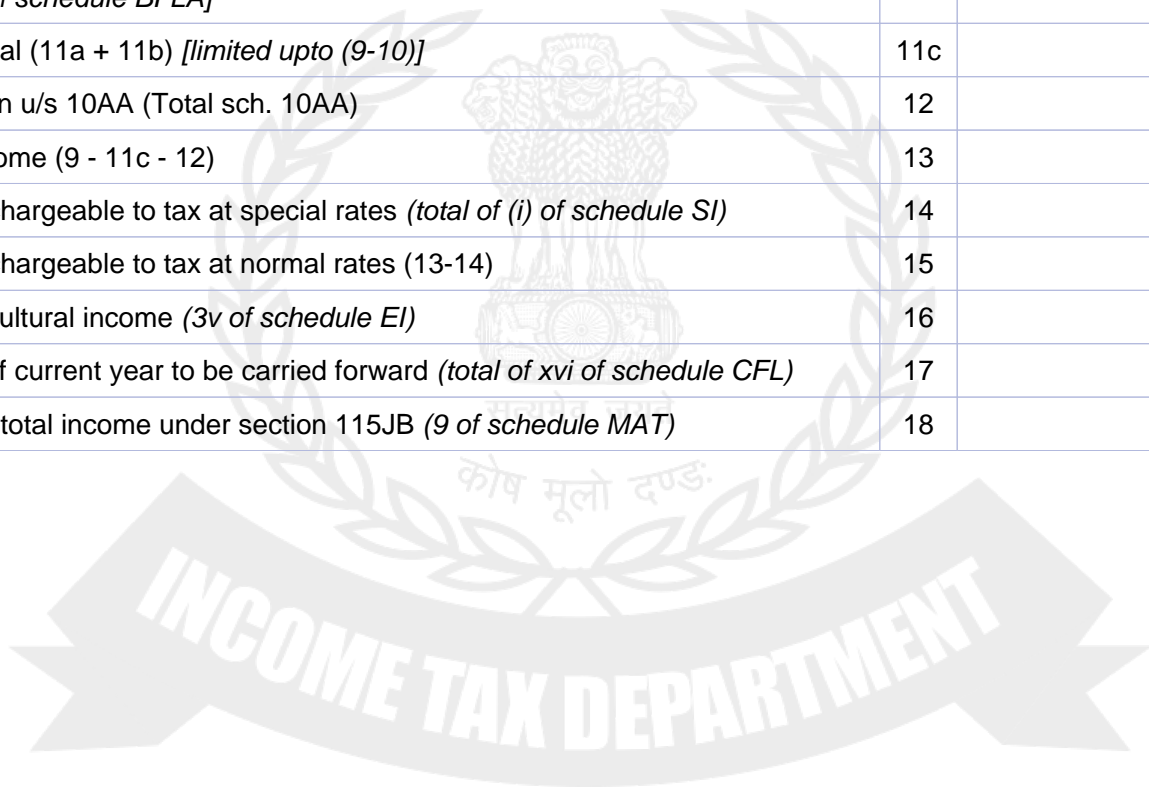 f schedule BFLA]
al (11a + 11b) [limited upto (9-10)] 11c
n u/s 10AA (Total sch. 10AA) 12
ome (9 - 11c - 12) 13
hargeable to tax at special rates (total of (i) of schedule SI) 14
hargeable to tax at normal rates (13-14) 15
ultural income (3v of schedule EI) 16
f current year to be carried forward (total of xvi of schedule CFL) 17
total income under section 115JB (9 of schedule MAT) 18
सत्यमेव जयते
कोष मूलो दण्डः
INCOME TAX DEPARTMENT